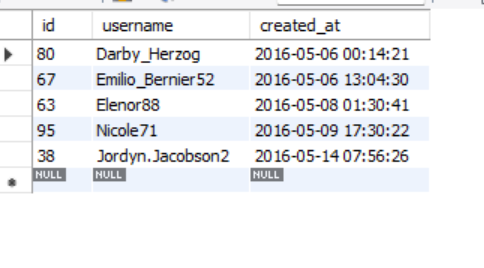 id username created_at
80 Darby_Herzog 2016-05-06 00:14:21
67 Emilio_Bernier52 2016-05-06 13:04:30
63 Elenor88 2016-05-08 01:30:41
95 Nicole71 2016-05-09 17:30:22
38 Jordyn.Jacobson2 2016-05-14 07:56:26
NULL NULL NULL